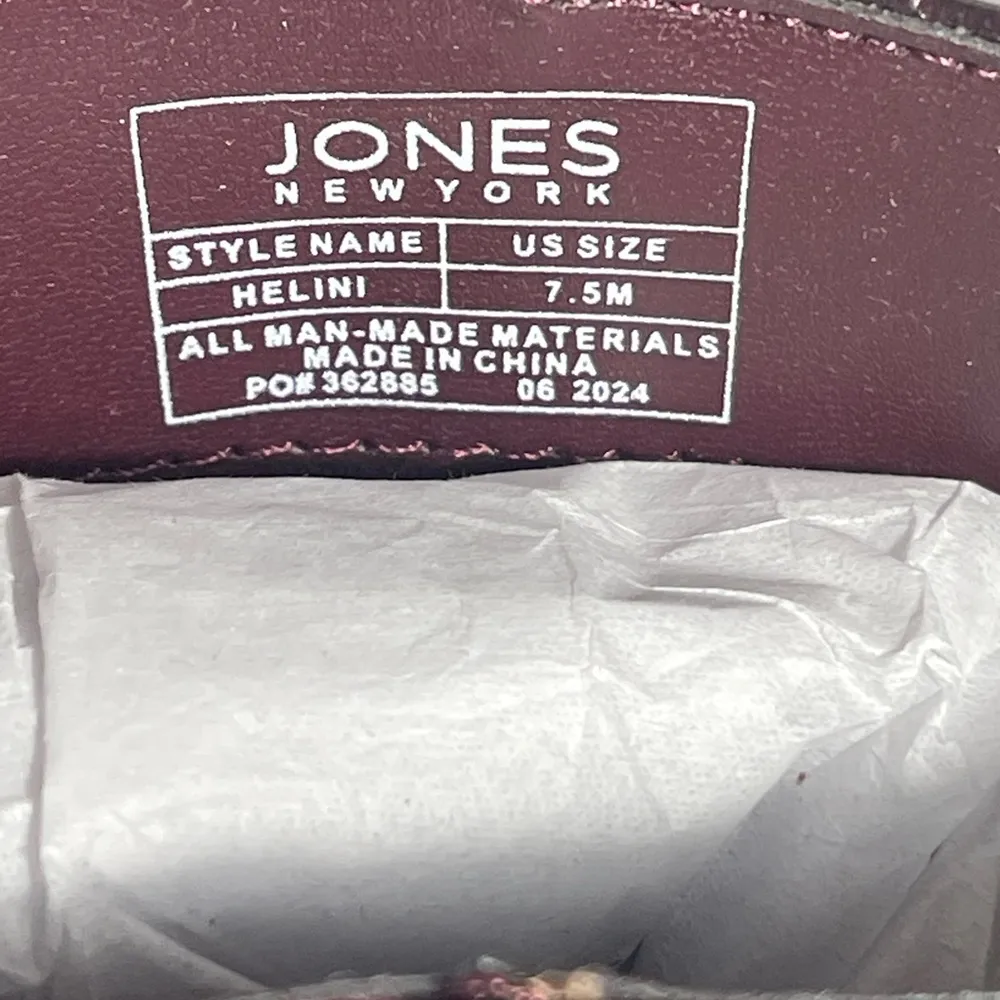 JONES
NEW YORK
STYLE NAME US SIZE
HELINI 7.5M
ALL MAN-MADE MATERIALS
MADE IN CHINA
PO# 362885 06 2024